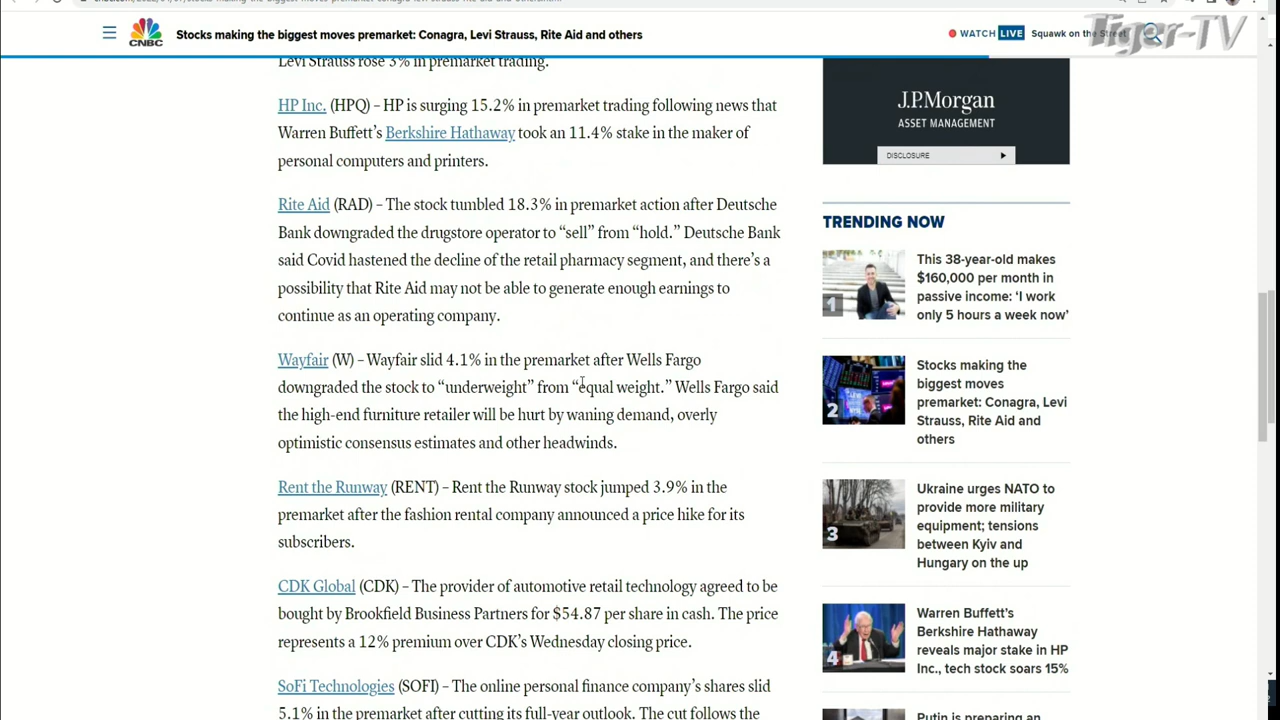 CNBC
Stocks making the biggest moves premarket: Conagra, Levi Strauss, Rite Aid and others
WATCH LIVE Squawk on the Street
Tiger-TV
Levi Strauss rose 3% in premarket trading.
HP Inc. (HPQ) – HP is surging 15.2% in premarket trading following news that
Warren Buffett’s Berkshire Hathaway took an 11.4% stake in the maker of
personal computers and printers.
Rite Aid (RAD) – The stock tumbled 18.3% in premarket action after Deutsche
Bank downgraded the drugstore operator to “sell” from “hold.” Deutsche Bank
said Covid hastened the decline of the retail pharmacy segment, and there’s a
possibility that Rite Aid may not be able to generate enough earnings to
continue as an operating company.
Wayfair (W) – Wayfair slid 4.1% in the premarket after Wells Fargo
downgraded the stock to “underweight” from “equal weight.” Wells Fargo said
the high-end furniture retailer will be hurt by waning demand, overly
optimistic consensus estimates and other headwinds.
Rent the Runway (RENT) – Rent the Runway stock jumped 3.9% in the
premarket after the fashion rental company announced a price hike for its
subscribers.
CDK Global (CDK) – The provider of automotive retail technology agreed to be
bought by Brookfield Business Partners for $54.87 per share in cash. The price
represents a 12% premium over CDK’s Wednesday closing price.
SoFi Technologies (SOFI) – The online personal finance company’s shares slid
5.1% in the premarket after cutting its full-year outlook. The cut follows the
J.P.Morgan
ASSET MANAGEMENT
DISCLOSURE
TRENDING NOW
1
This 38-year-old makes
$160,000 per month in
passive income: ‘I work
only 5 hours a week now’
2
Stocks making the
biggest moves
premarket: Conagra, Levi
Strauss, Rite Aid and
others
3
Ukraine urges NATO to
provide more military
equipment; tensions
between Kyiv and
Hungary on the up
4
Warren Buffett’s
Berkshire Hathaway
reveals major stake in HP
Inc., tech stock soars 15%
Putin is preparing an